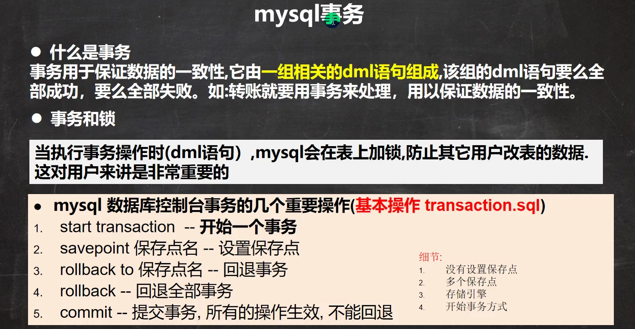 mysql事务
● 什么是事务
事务用于保证数据的一致性,它由一组相关的dml语句组成,该组的dml语句要么全
部成功，要么全部失败。如:转账就要用事务来处理，用以保证数据的一致性。
● 事务和锁
当执行事务操作时(dml语句）,mysql会在表上加锁,防止其它用户改表的数据.
这对用户来讲是非常重要的
● mysql 数据库控制台事务的几个重要操作(基本操作 transaction.sql)
1. start transaction -- 开始一个事务
2. savepoint 保存点名 -- 设置保存点
3. rollback to 保存点名 -- 回退事务
4. rollback -- 回退全部事务
5. commit -- 提交事务, 所有的操作生效, 不能回退
细节:
1. 没有设置保存点
2. 多个保存点
3. 存储引擎
4. 开始事务方式